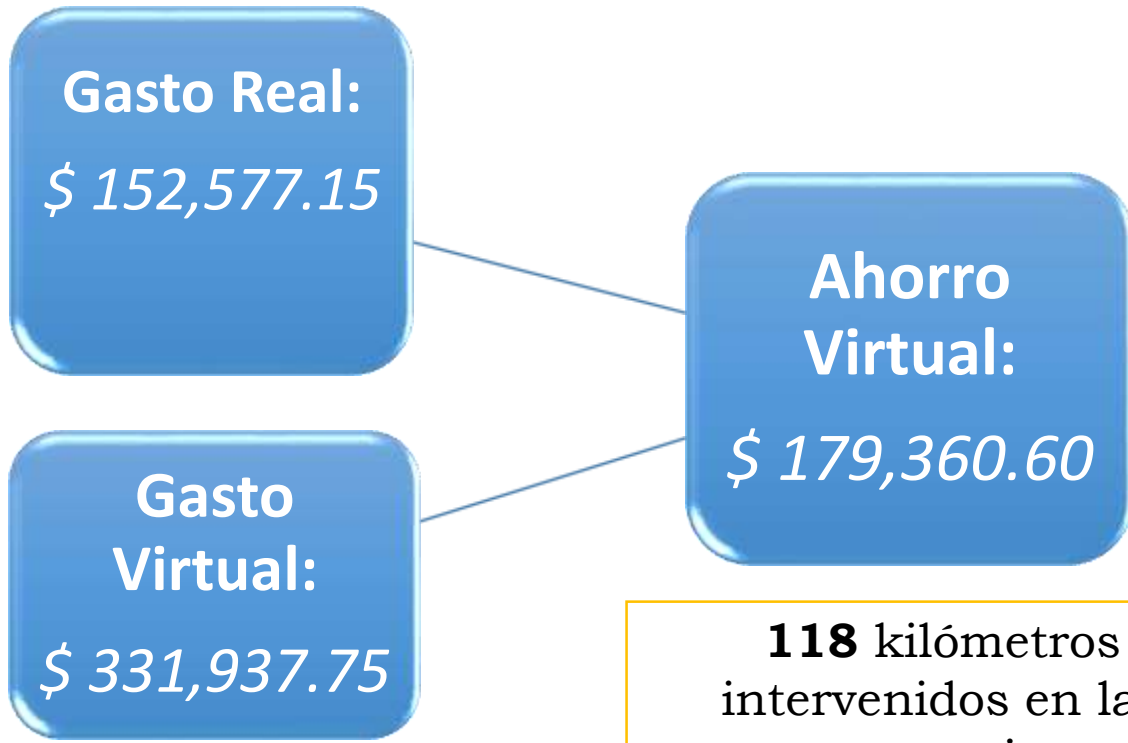 Gasto Real:
$ 152,577.15
Gasto
Virtual:
$ 331,937.75
Ahorro
Virtual:
$ 179,360.60
118 kilómetros
intervenidos en la